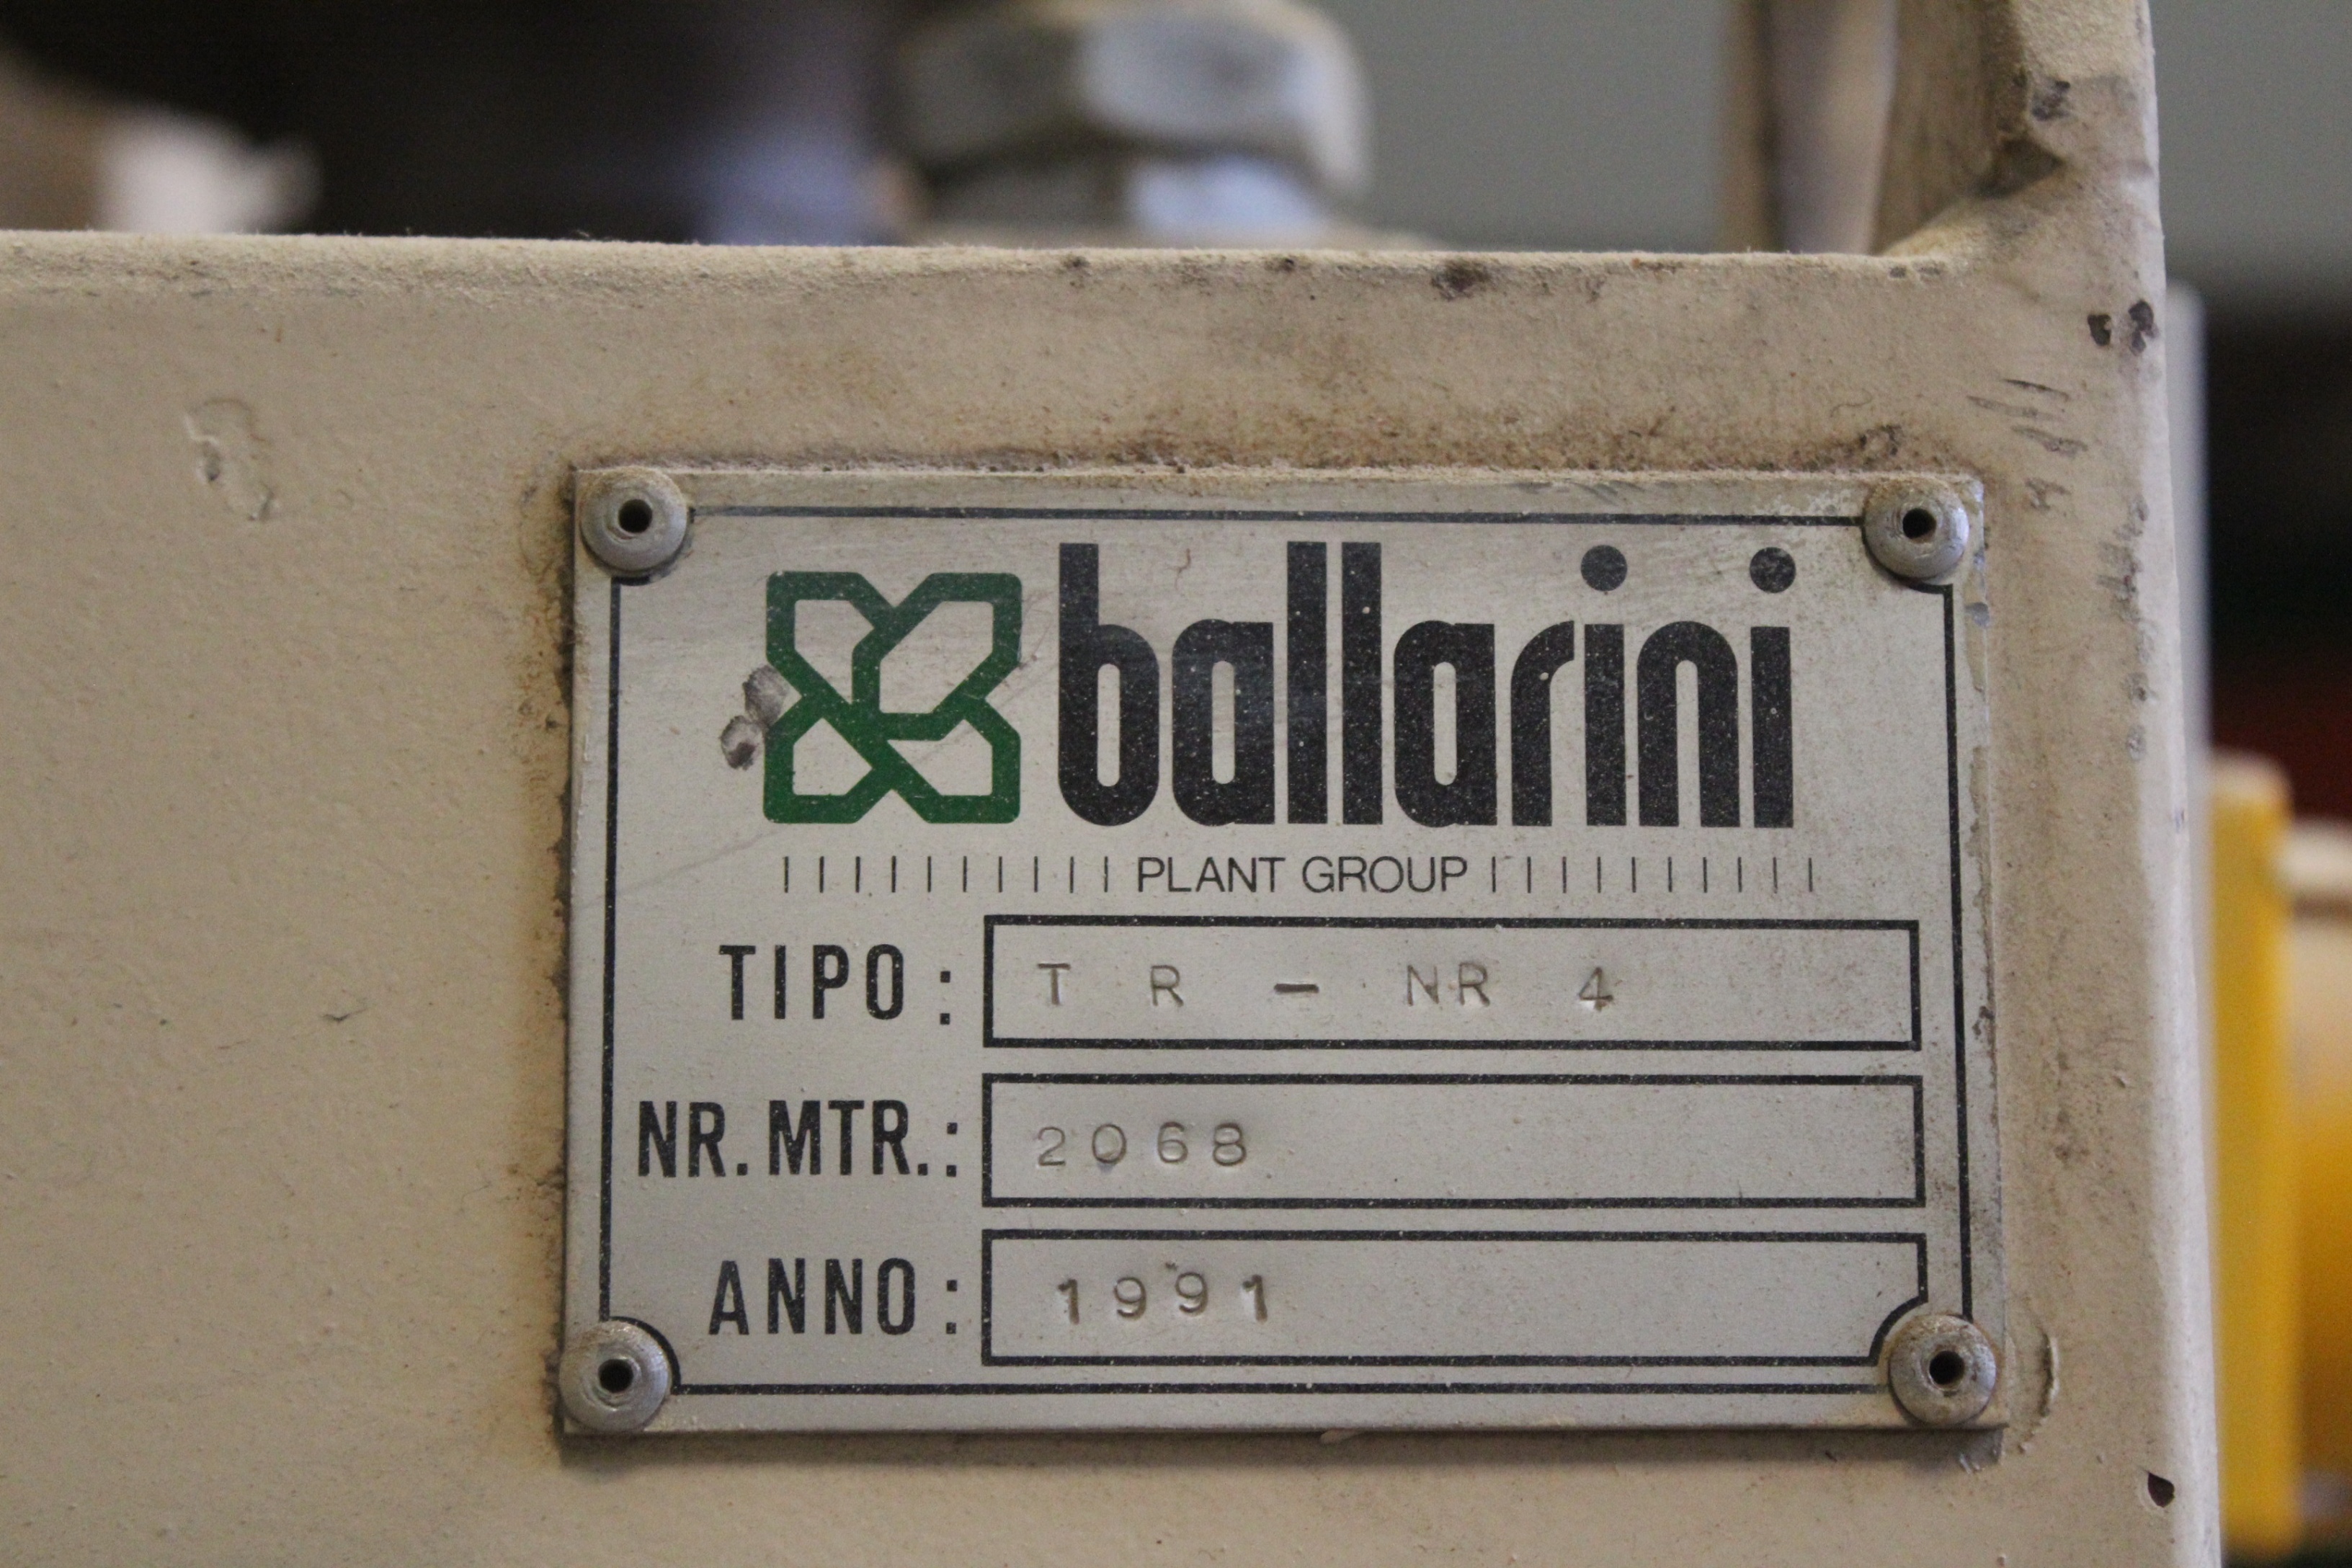 ballarini
PLANT GROUP
TIPO: T R - NR 4
NR. MTR.: 2068
ANNO: 1991